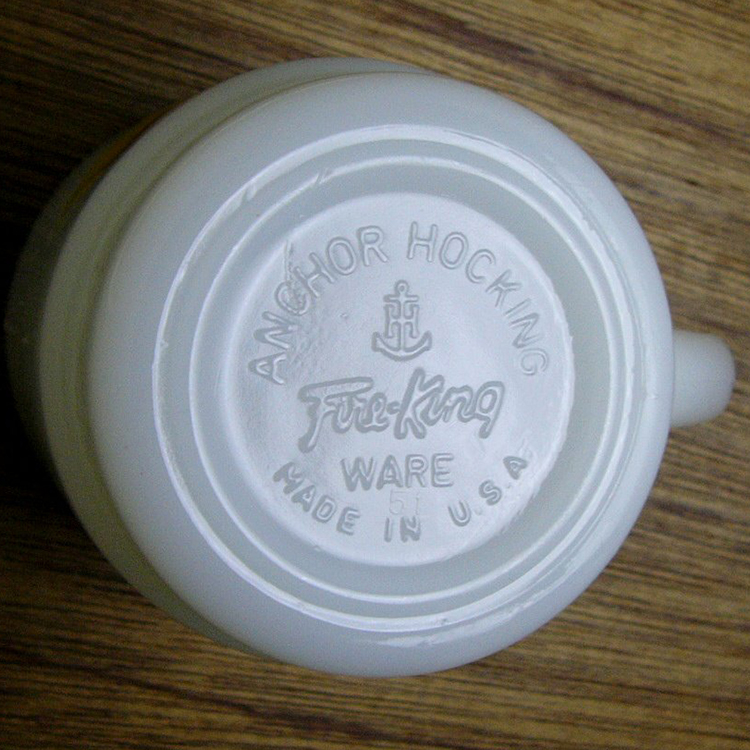 ANCHOR HOCKING
H
Fire-King
WARE
51
MADE IN U.S.A